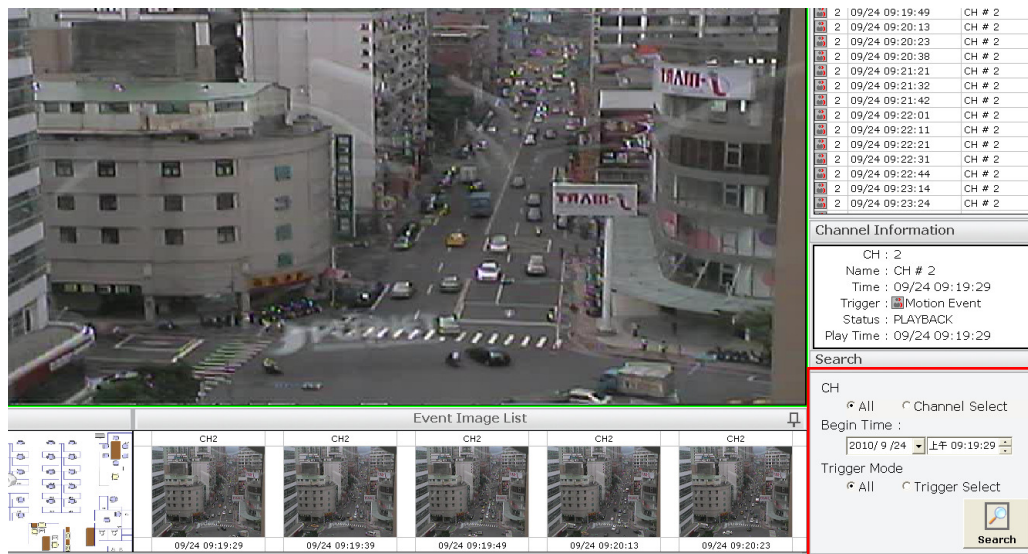 2 09/24 09:19:49 CH # 2
2 09/24 09:20:13 CH # 2
2 09/24 09:20:23 CH # 2
2 09/24 09:20:38 CH # 2
2 09/24 09:21:21 CH # 2
2 09/24 09:21:32 CH # 2
2 09/24 09:21:42 CH # 2
2 09/24 09:22:01 CH # 2
2 09/24 09:22:11 CH # 2
2 09/24 09:22:21 CH # 2
2 09/24 09:22:31 CH # 2
2 09/24 09:22:44 CH # 2
2 09/24 09:23:14 CH # 2
2 09/24 09:23:24 CH # 2
Channel Information
CH : 2
Name : CH # 2
Time : 09/24 09:19:29
Trigger : Motion Event
Status : PLAYBACK
Play Time : 09/24 09:19:29
Search
CH
All Channel Select
Begin Time :
2010/ 9 /24 上午 09:19:29
Trigger Mode
All Trigger Select
Search
Event Image List
CH2 CH2 CH2 CH2 CH2
09/24 09:19:29 09/24 09:19:39 09/24 09:19:49 09/24 09:20:13 09/24 09:20:23